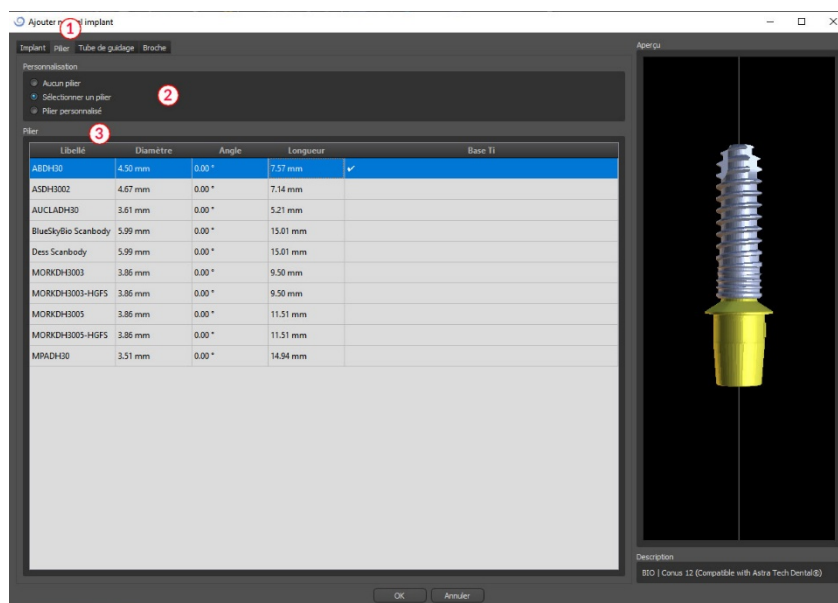 Ajouter n 1 el implant
Implant Pilier Tube de guidage Broche
Personnalisation
Aucun pilier
Sélectionner un pilier
2
Pilier personnalisé
Pilier
3
Libellé Diamètre Angle Longueur Base Ti
ABDH30 4.50 mm 0.00 ° 7.57 mm ✔
ASDH3002 4.67 mm 0.00 ° 7.14 mm
AUCLADH30 3.61 mm 0.00 ° 5.21 mm
BlueSkyBio Scanbody 5.99 mm 0.00 ° 15.01 mm
Dess Scanbody 5.99 mm 0.00 ° 15.01 mm
MORKDH3003 3.86 mm 0.00 ° 9.50 mm
MORKDH3003-HGFS 3.86 mm 0.00 ° 9.50 mm
MORKDH3005 3.86 mm 0.00 ° 11.51 mm
MORKDH3005-HGFS 3.86 mm 0.00 ° 11.51 mm
MPADH30 3.51 mm 0.00 ° 14.94 mm
OK Annuler
Aperçu
Description
BIO | Conus 12 (Compatible with Astra Tech Dental®)